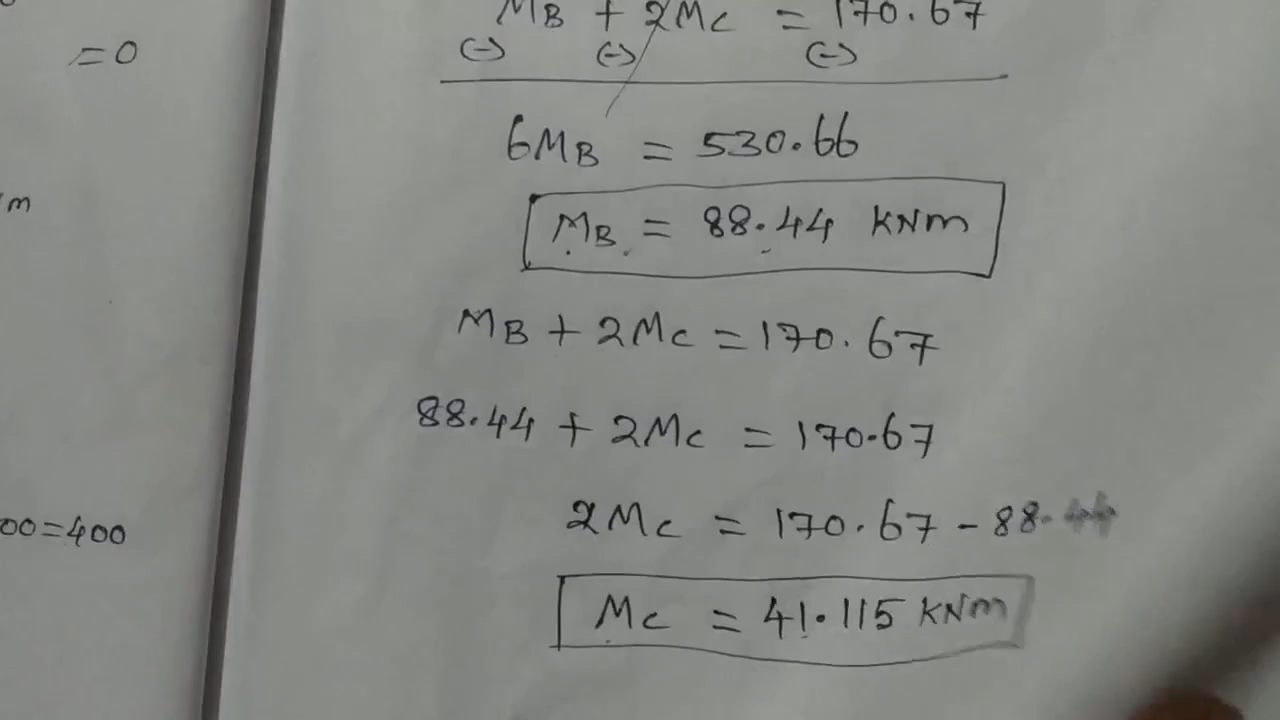 =0
m
00=400
MB + 2Mc = 170.67
(-) (-) (-)
6MB = 530.66
MB = 88.44 KNm
MB + 2Mc = 170.67
88.44 + 2Mc = 170.67
2Mc = 170.67 - 88.44
Mc = 41.115 KNm